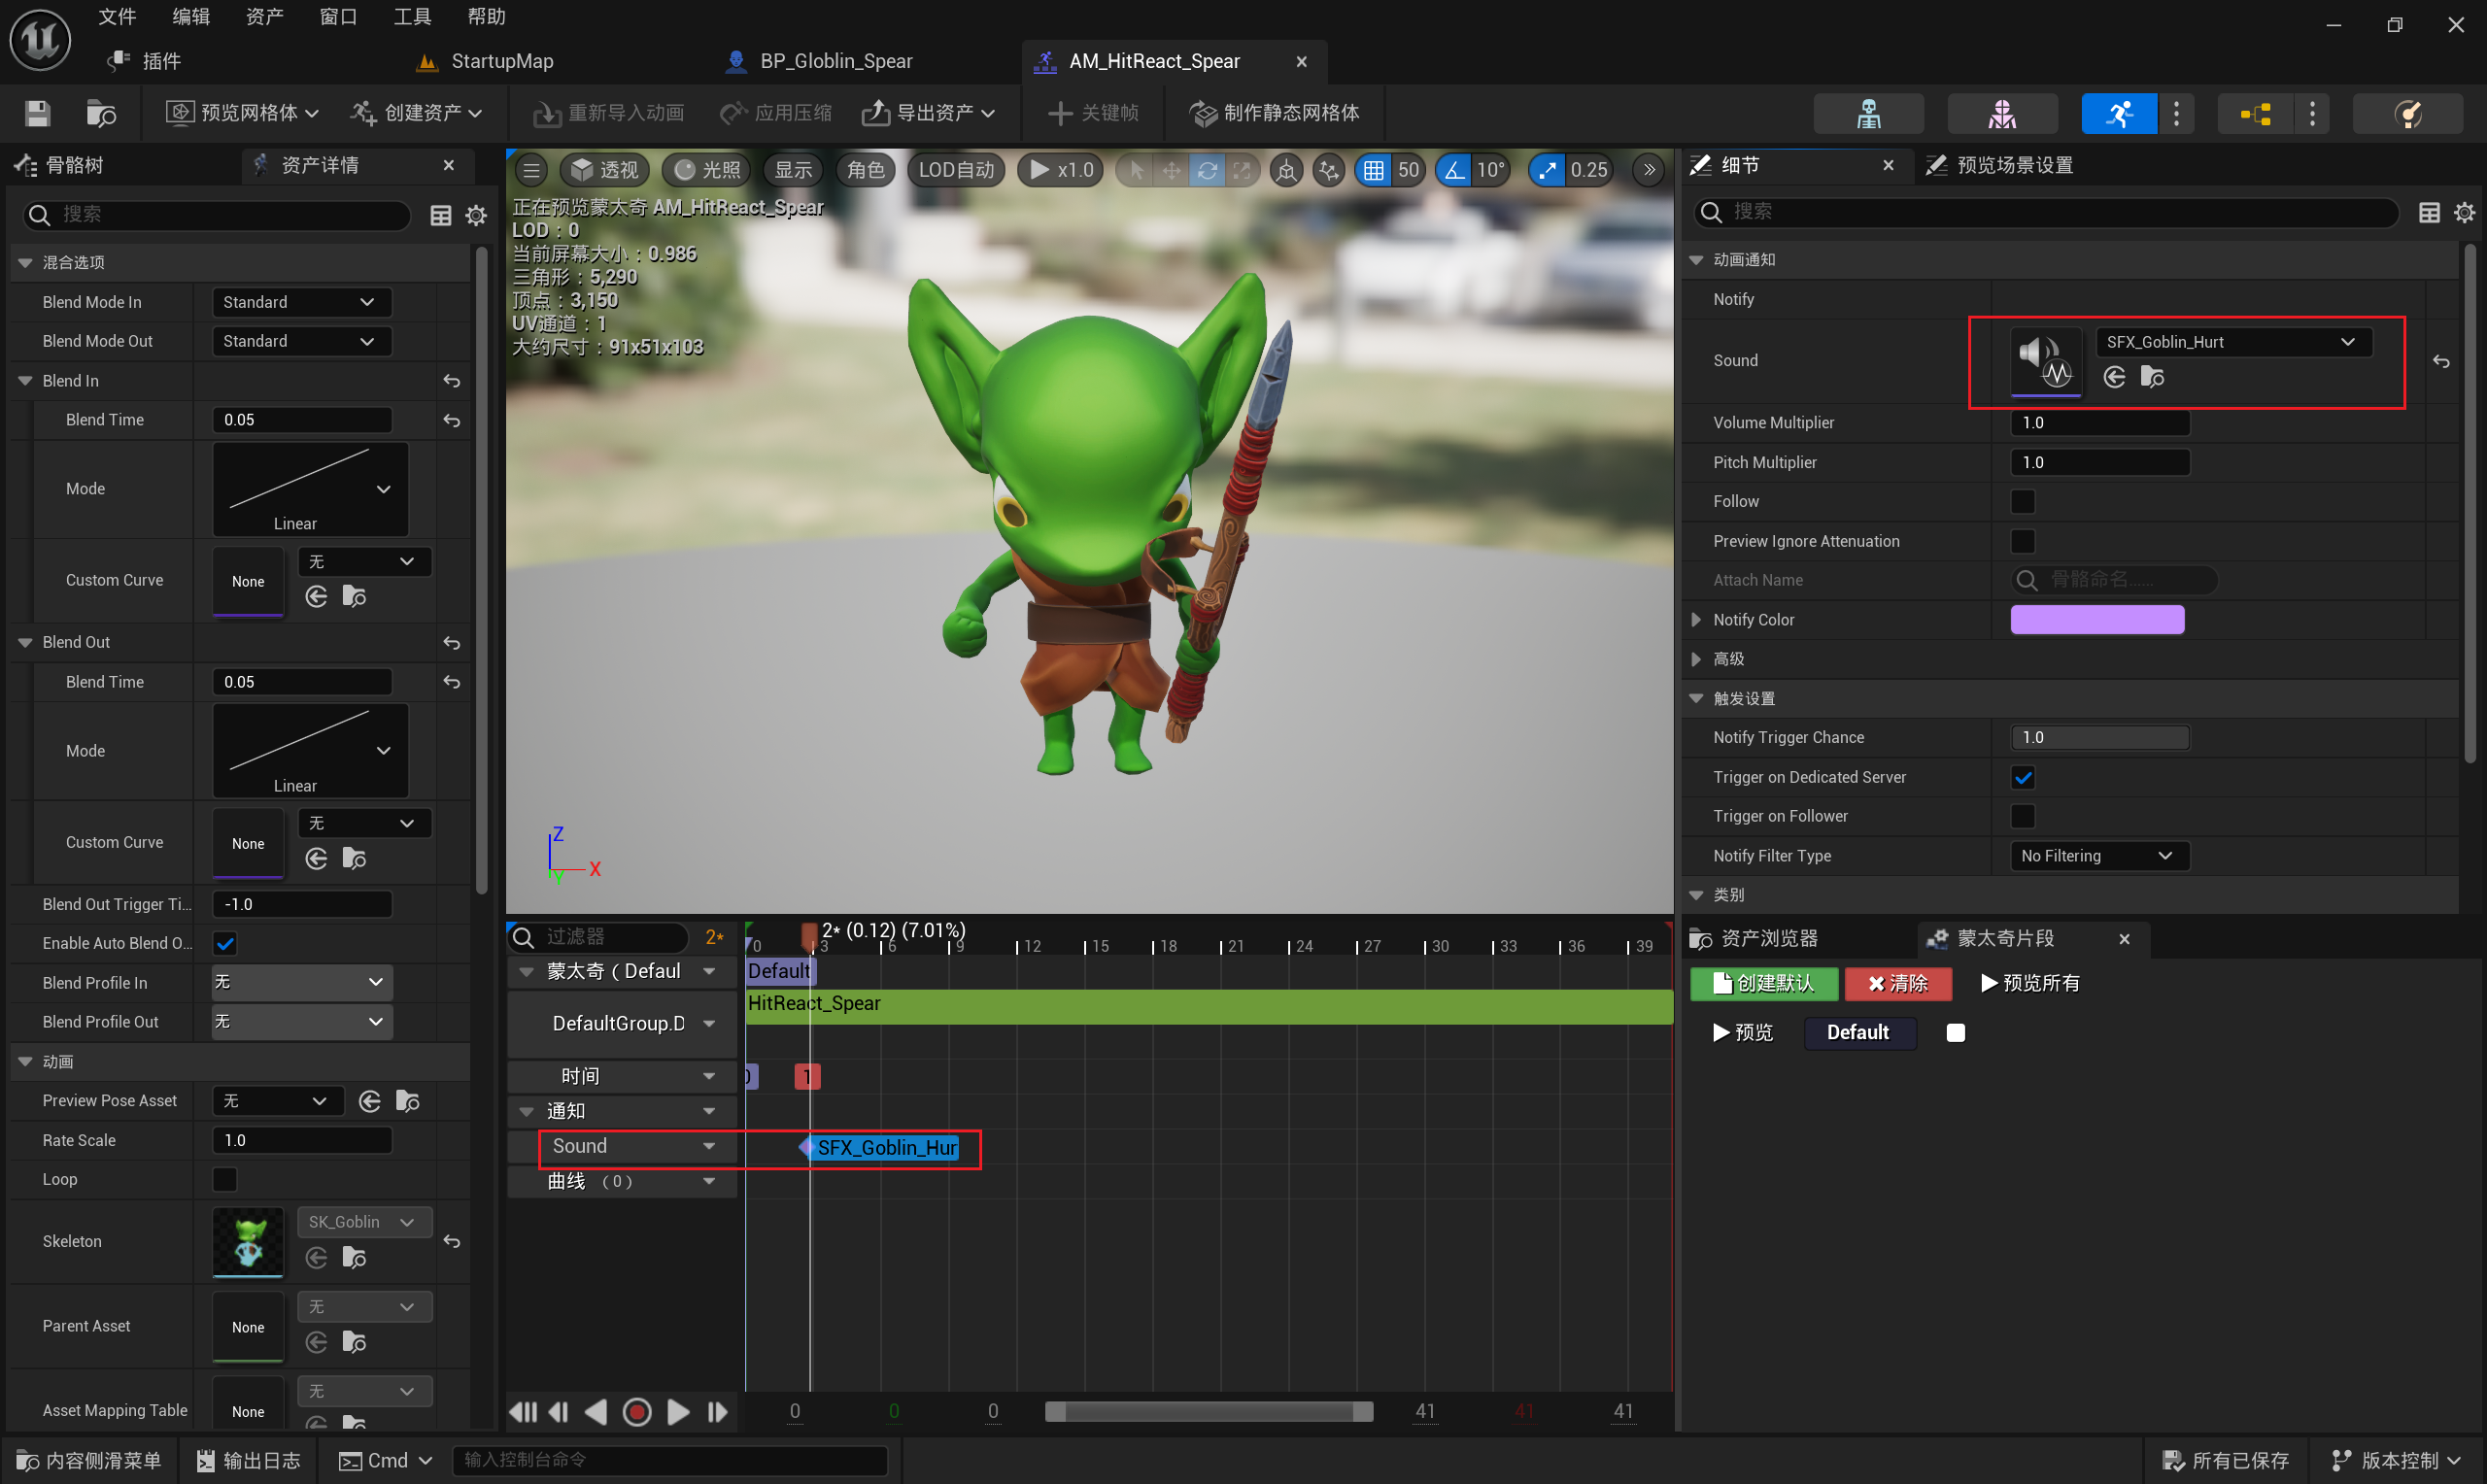 文件 编辑 资产 窗口 工具 帮助
插件 StartupMap BP_Globlin_Spear AM_HitReact_Spear
预览网格体 创建资产 重新导入动画 应用压缩 导出资产 关键帧 制作静态网格体
骨骼树 资产详情
搜索
混合选项
Blend Mode In Standard
Blend Mode Out Standard
Blend In
Blend Time 0.05
Mode Linear
Custom Curve None 无
Blend Out
Blend Time 0.05
Mode Linear
Custom Curve None 无
Blend Out Trigger Ti... -1.0
Enable Auto Blend O...
Blend Profile In 无
Blend Profile Out 无
动画
Preview Pose Asset 无
Rate Scale 1.0
Loop
Skeleton SK_Goblin
Parent Asset None 无
Asset Mapping Table None 无
透视 光照 显示 角色 LOD自动 x1.0 50 10° 0.25
正在预览蒙太奇 AM_HitReact_Spear
LOD：0
当前屏幕大小：0.986
三角形：5,290
顶点：3,150
UV通道：1
大约尺寸：91x51x103
Z
X
Y
过滤器 2* 2* (0.12) (7.01%)
0 3 6 9 12 15 18 21 24 27 30 33 36 39
蒙太奇（Defaul Default
HitReact_Spear
DefaultGroup.D
时间 1
通知
Sound SFX_Goblin_Hur
曲线 （0）
0 0 0 41 41 41
细节 预览场景设置
搜索
动画通知
Notify
Sound SFX_Goblin_Hurt
Volume Multiplier 1.0
Pitch Multiplier 1.0
Follow
Preview Ignore Attenuation
Attach Name 骨骼命名......
Notify Color
高级
触发设置
Notify Trigger Chance 1.0
Trigger on Dedicated Server
Trigger on Follower
Notify Filter Type No Filtering
类别
资产浏览器 蒙太奇片段
创建默认 清除 预览所有
预览 Default
内容侧滑菜单 输出日志 Cmd 输入控制台命令 所有已保存 版本控制